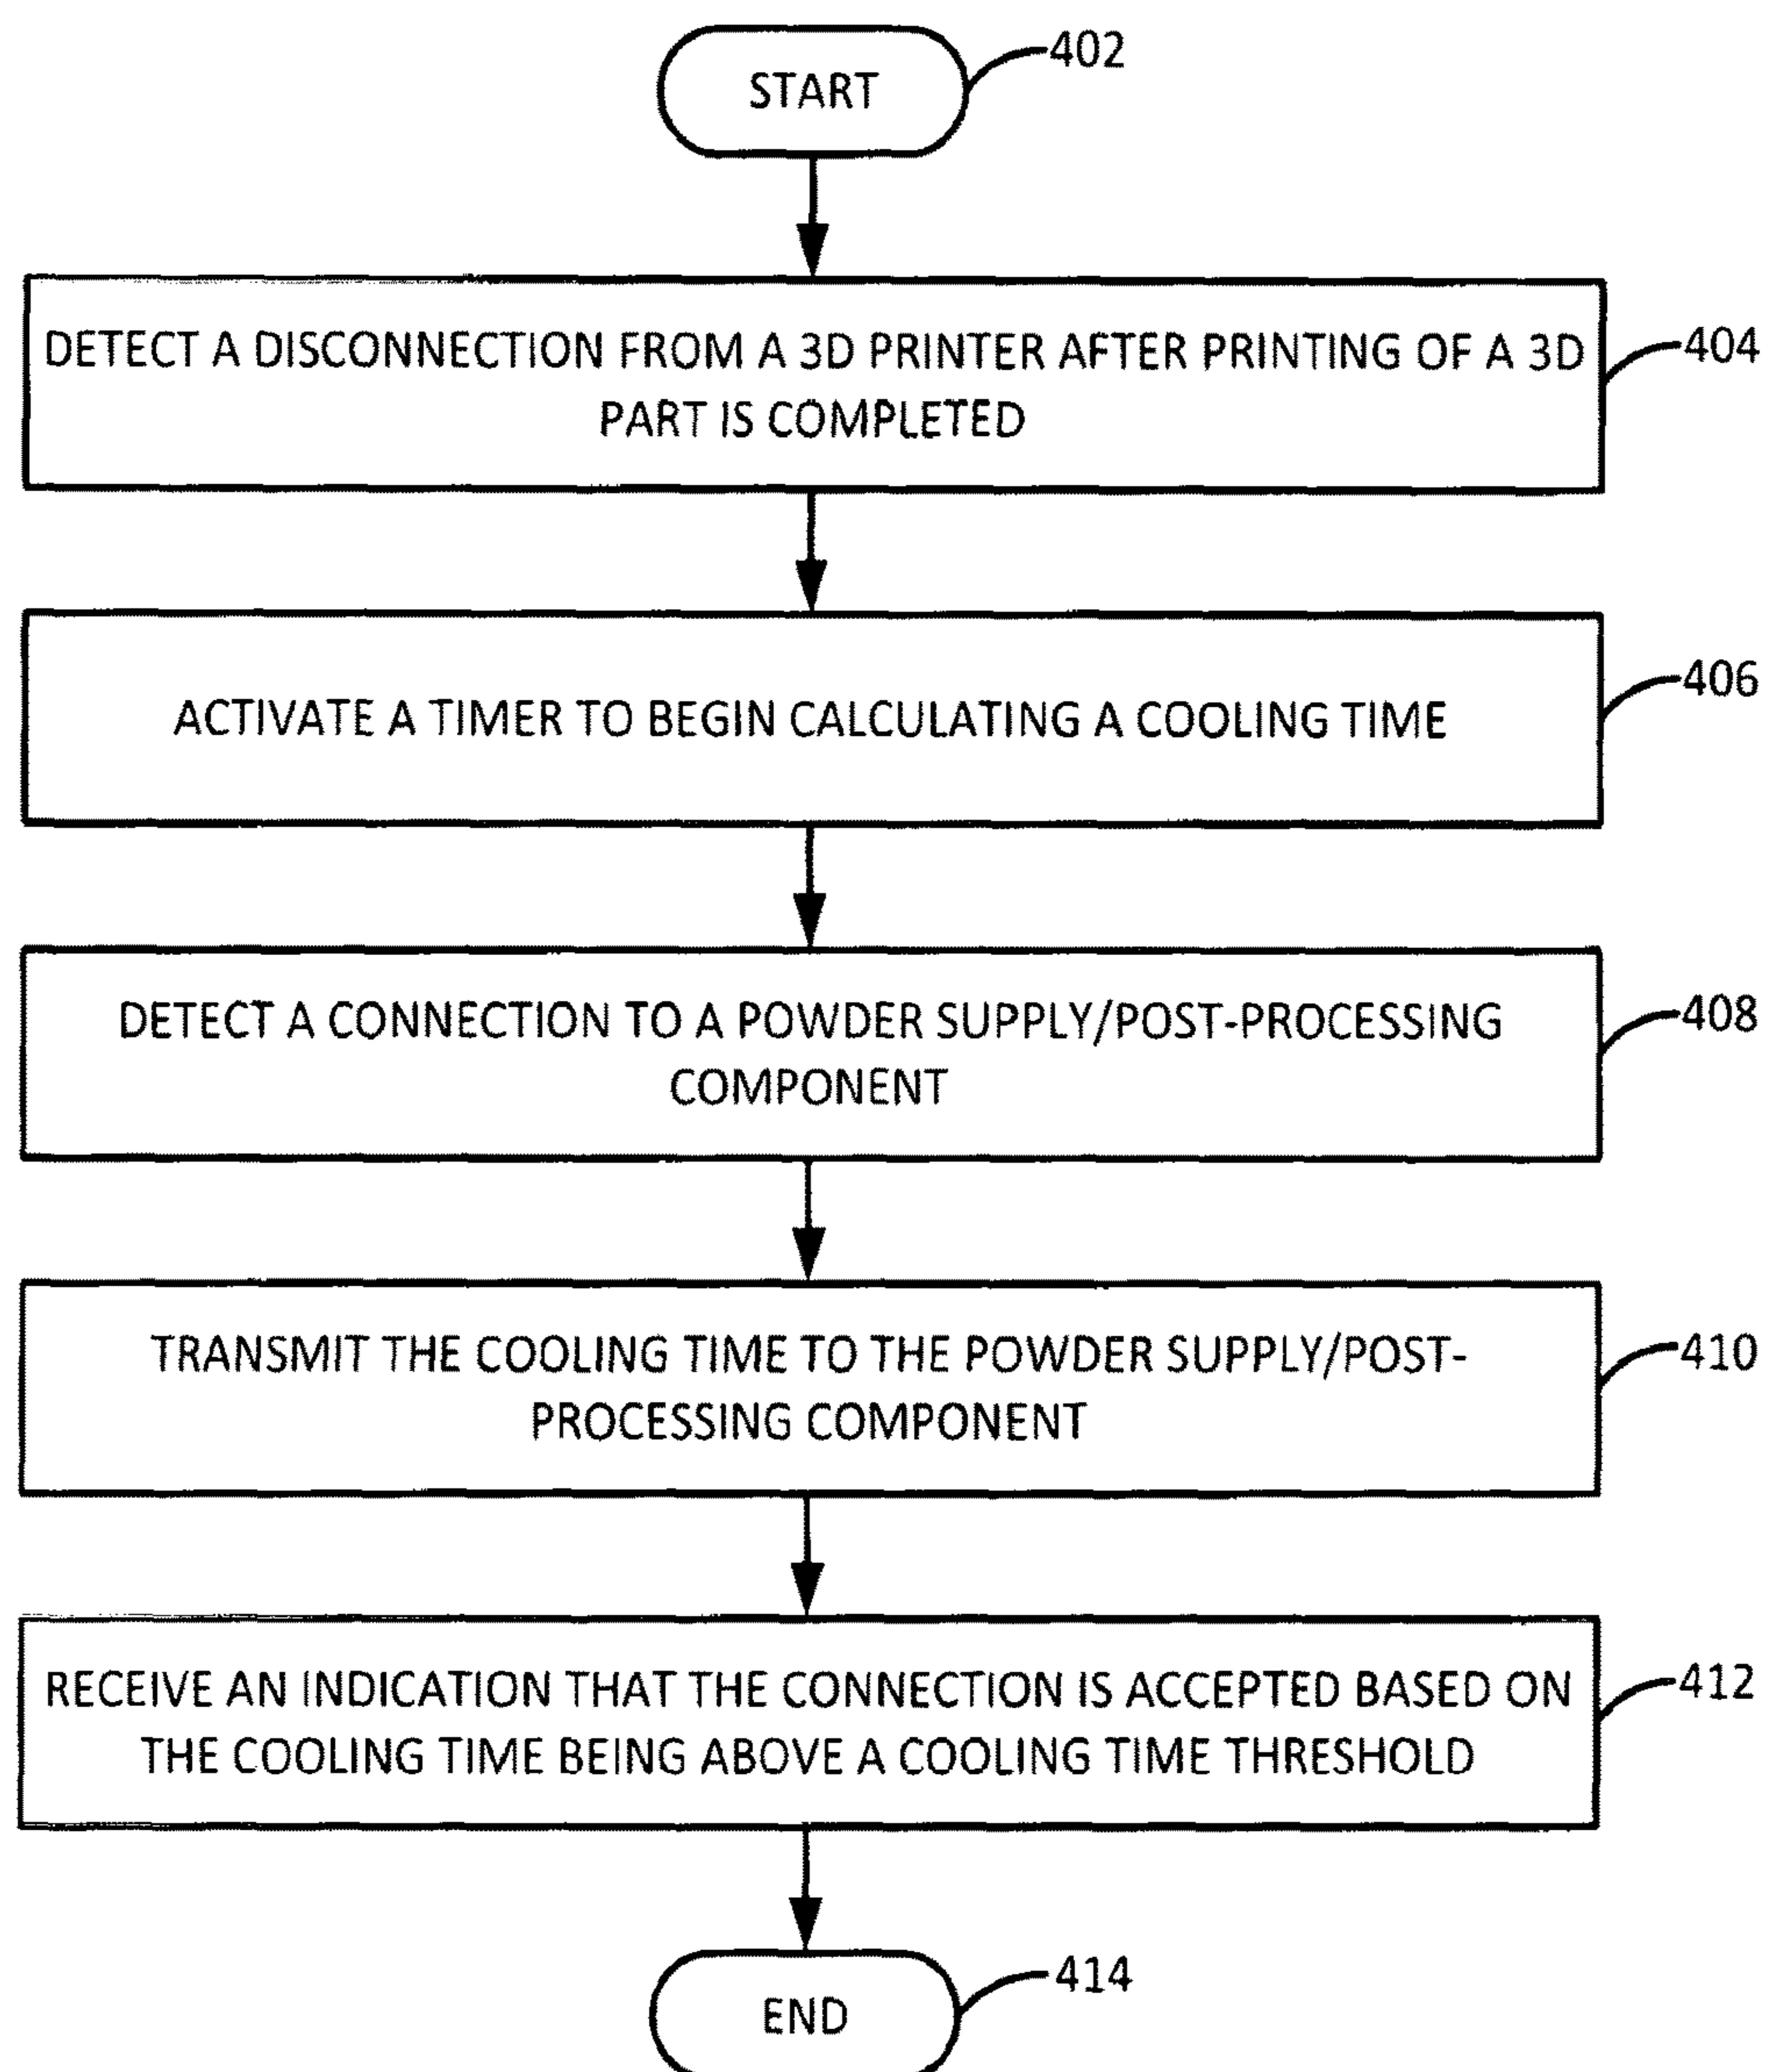 START
402
DETECT A DISCONNECTION FROM A 3D PRINTER AFTER PRINTING OF A 3D
PART IS COMPLETED
404
ACTIVATE A TIMER TO BEGIN CALCULATING A COOLING TIME
406
DETECT A CONNECTION TO A POWDER SUPPLY/POST-PROCESSING
COMPONENT
408
TRANSMIT THE COOLING TIME TO THE POWDER SUPPLY/POST-
PROCESSING COMPONENT
410
RECEIVE AN INDICATION THAT THE CONNECTION IS ACCEPTED BASED ON
THE COOLING TIME BEING ABOVE A COOLING TIME THRESHOLD
412
END
414